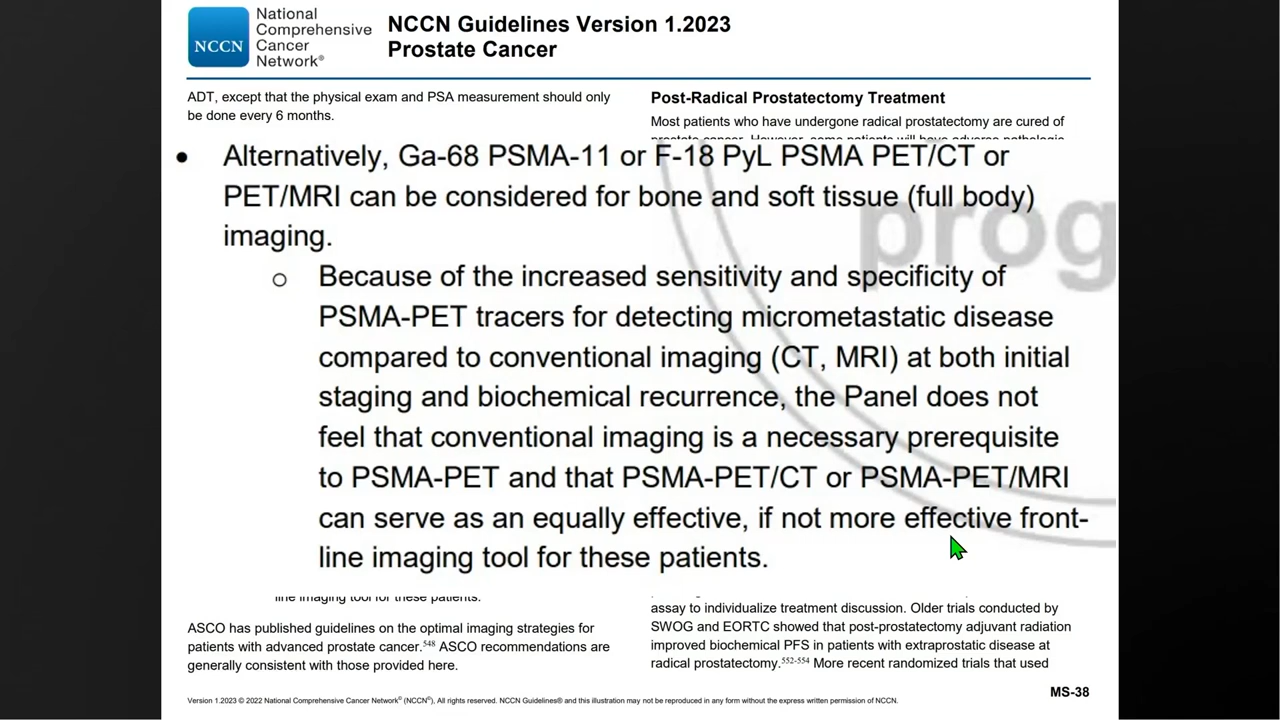 National
Comprehensive
Cancer
Network®
NCCN
NCCN Guidelines Version 1.2023
Prostate Cancer
ADT, except that the physical exam and PSA measurement should only
be done every 6 months.
Post-Radical Prostatectomy Treatment
Most patients who have undergone radical prostatectomy are cured of
prostate cancer. However, some patients will have adverse pathologic
• Alternatively, Ga-68 PSMA-11 or F-18 PyL PSMA PET/CT or
PET/MRI can be considered for bone and soft tissue (full body)
imaging.
o Because of the increased sensitivity and specificity of
PSMA-PET tracers for detecting micrometastatic disease
compared to conventional imaging (CT, MRI) at both initial
staging and biochemical recurrence, the Panel does not
feel that conventional imaging is a necessary prerequisite
to PSMA-PET and that PSMA-PET/CT or PSMA-PET/MRI
can serve as an equally effective, if not more effective front-
line imaging tool for these patients.
prog
line imaging tool for these patients.
ASCO has published guidelines on the optimal imaging strategies for
patients with advanced prostate cancer.548 ASCO recommendations are
generally consistent with those provided here.
assay to individualize treatment discussion. Older trials conducted by
SWOG and EORTC showed that post-prostatectomy adjuvant radiation
improved biochemical PFS in patients with extraprostatic disease at
radical prostatectomy.552-554 More recent randomized trials that used
MS-38
Version 1.2023 © 2022 National Comprehensive Cancer Network® (NCCN®), All rights reserved. NCCN Guidelines® and this illustration may not be reproduced in any form without the express written permission of NCCN.